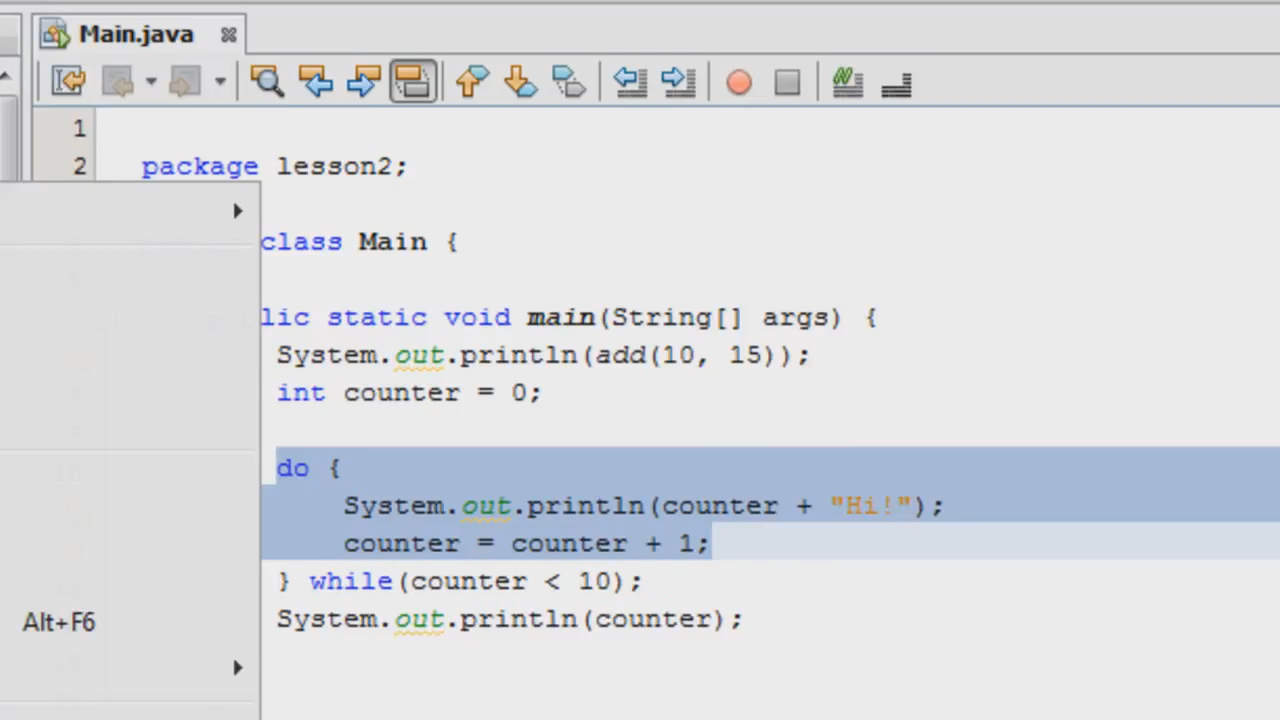 Main.java
1
2 package lesson2;
class Main {
lic static void main(String[] args) {
System.out.println(add(10, 15));
int counter = 0;
do {
System.out.println(counter + "Hi!");
counter = counter + 1;
} while(counter < 10);
Alt+F6 System.out.println(counter);